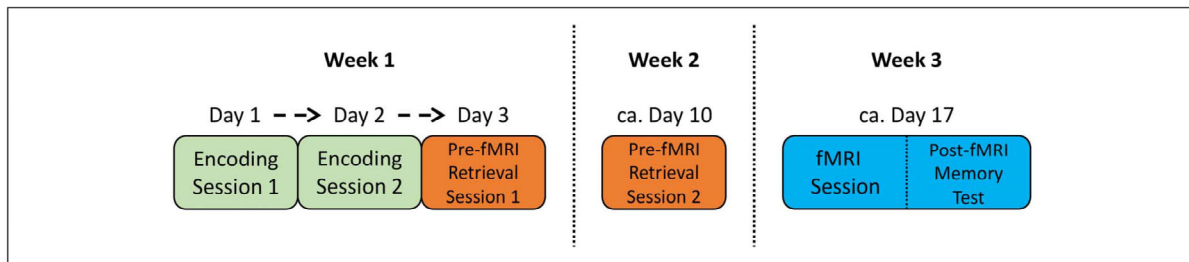 Week 1
Week 2
Week 3
Day 1
Day 2
Day 3
ca. Day 10
ca. Day 17
Encoding
Session 1
Encoding
Session 2
Pre-fMRI
Retrieval
Session 1
Pre-fMRI
Retrieval
Session 2
fMRI
Session
Post-fMRI
Memory
Test